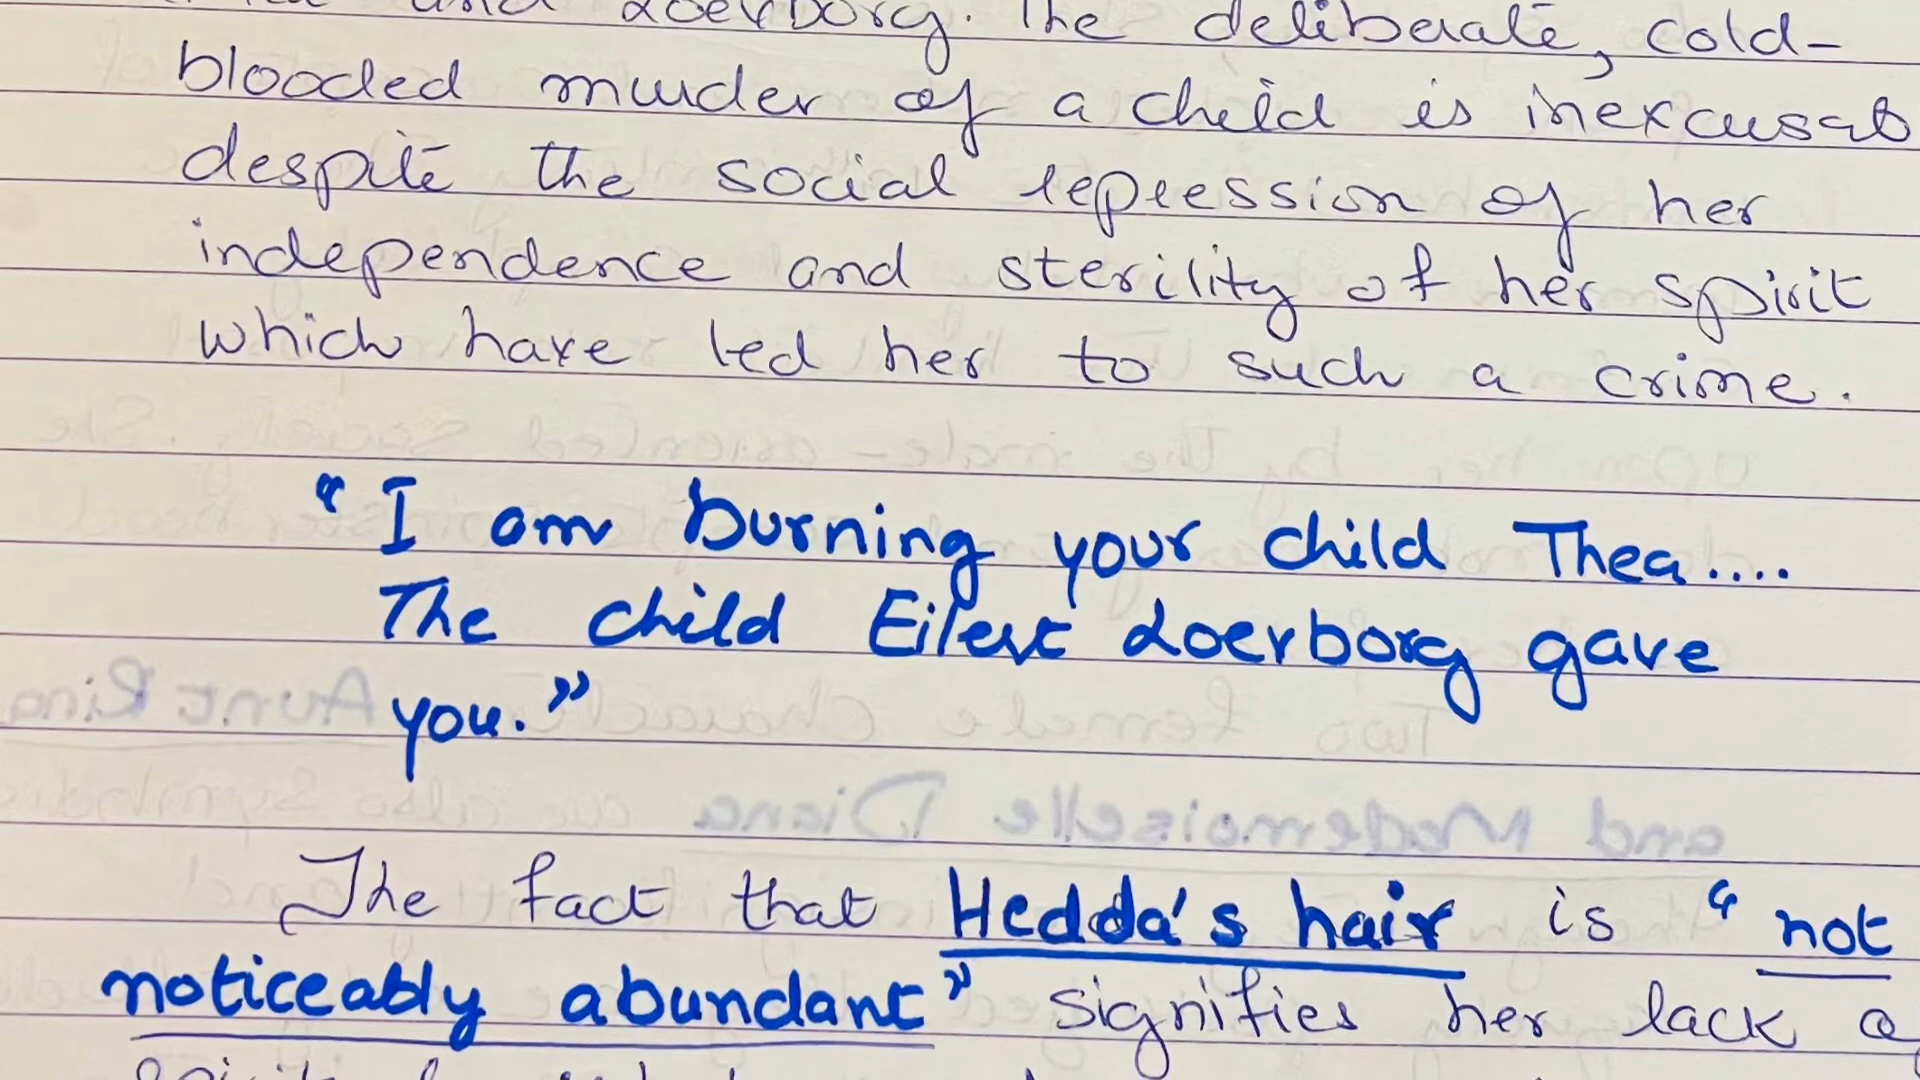 and Loevborg. The deliberate, cold-
blooded murder of a child is inexcusab
despite the social repression of her
independence and sterility of her spirit
which have led her to such a crime.
“I am burning your child Thea....
The child Eilert Loevborg gave
you.”
The fact that Hedda's hair is “not
noticeably abundant” signifies her lack o